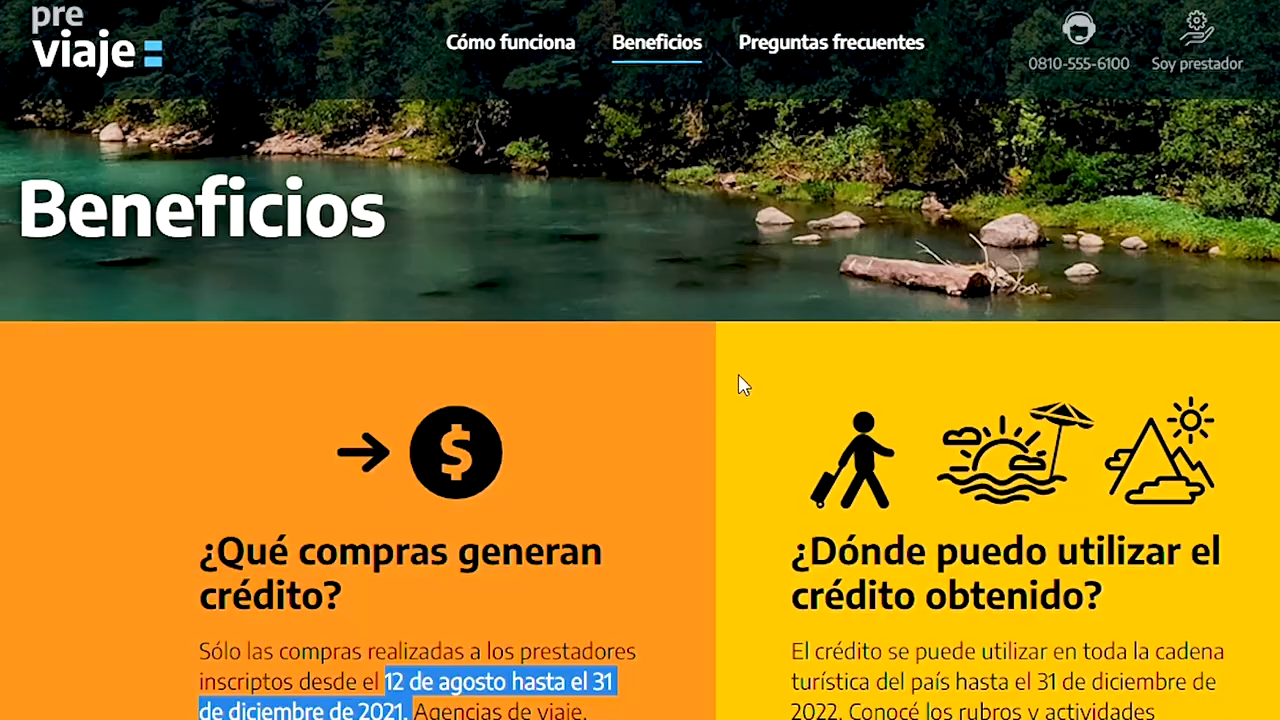 pre
viaje
Cómo funciona
Beneficios
Preguntas frecuentes
0810-555-6100
Soy prestador
Beneficios
$
¿Qué compras generan
crédito?
Sólo las compras realizadas a los prestadores
inscriptos desde el 12 de agosto hasta el 31
de diciembre de 2021. Agencias de viaje,
¿Dónde puedo utilizar el
crédito obtenido?
El crédito se puede utilizar en toda la cadena
turística del país hasta el 31 de diciembre de
2022. Conocé los rubros y actividades